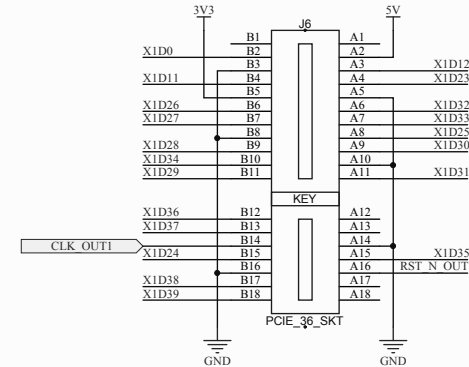 3V3 J6 5V
B1 A1
X1D0 B2 A2
B3 A3 X1D12
X1D11 B4 A4 X1D23
B5 A5
X1D26 B6 A6 X1D32
X1D27 B7 A7 X1D33
B8 A8 X1D25
X1D28 B9 A9 X1D30
X1D34 B10 A10
X1D29 B11 A11 X1D31
KEY
X1D36 B12 A12
X1D37 B13 A13
CLK_OUT1 B14 A14
X1D24 B15 A15 X1D35
B16 A16 RST_N_OUT
X1D38 B17 A17
X1D39 B18 A18
PCIE_36_SKT
GND GND